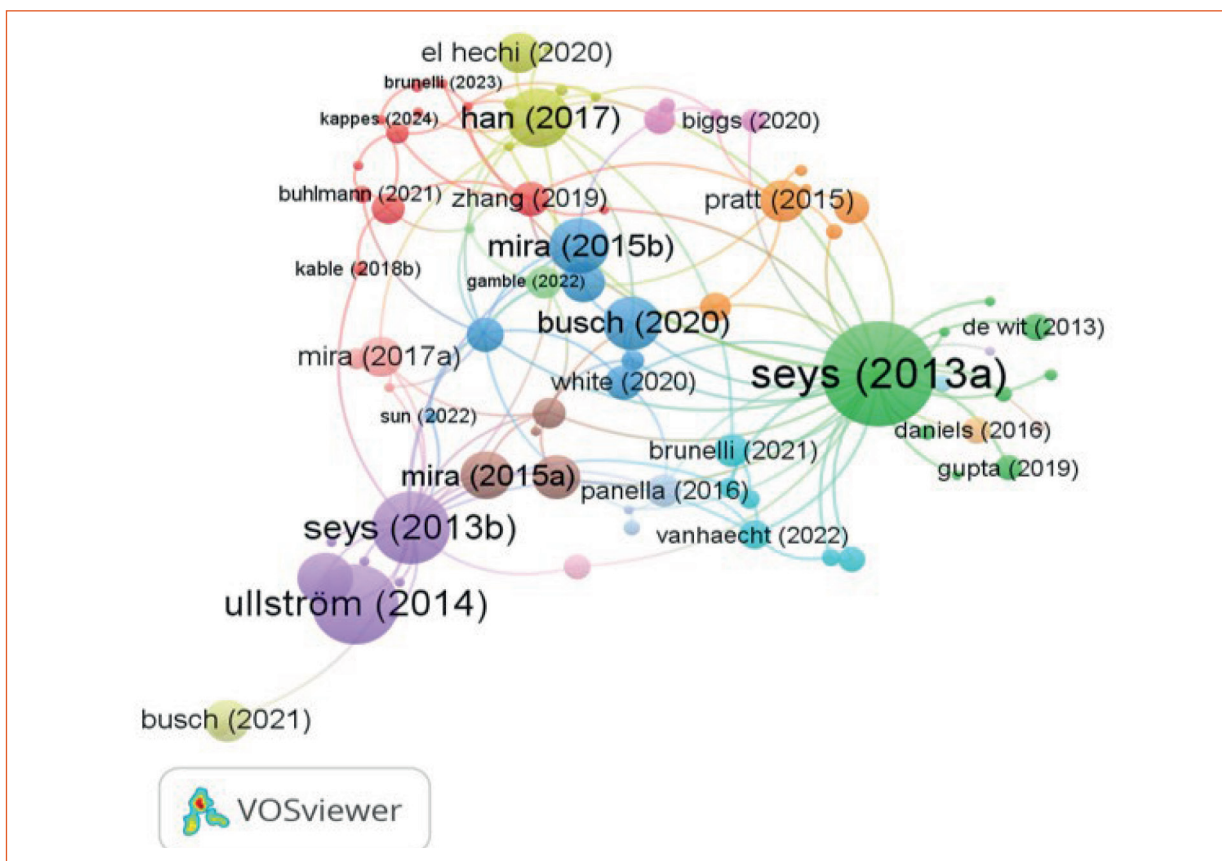 el hechi (2020)
brunelli (2023)
kappes (2024)
han (2017)
biggs (2020)
buhlmann (2021)
zhang (2019)
pratt (2015)
mira (2015b)
kable (2018b)
gamble (2022)
busch (2020)
de wit (2013)
mira (2017a)
white (2020)
seys (2013a)
sun (2022)
daniels (2016)
brunelli (2021)
gupta (2019)
mira (2015a)
panella (2016)
seys (2013b)
vanhaecht (2022)
ullström (2014)
busch (2021)
VOSviewer